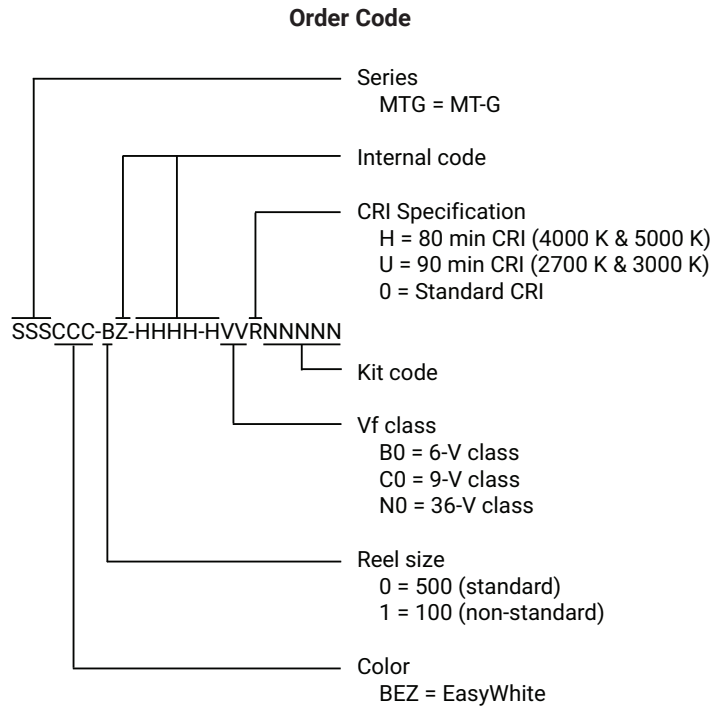 Order Code
Series
MTG = MT-G
Internal code
CRI Specification
H = 80 min CRI (4000 K & 5000 K)
U = 90 min CRI (2700 K & 3000 K)
0 = Standard CRI
SSSCCC-BZ-HHHH-HVVRNNNNN
Kit code
Vf class
B0 = 6-V class
C0 = 9-V class
N0 = 36-V class
Reel size
0 = 500 (standard)
1 = 100 (non-standard)
Color
BEZ = EasyWhite